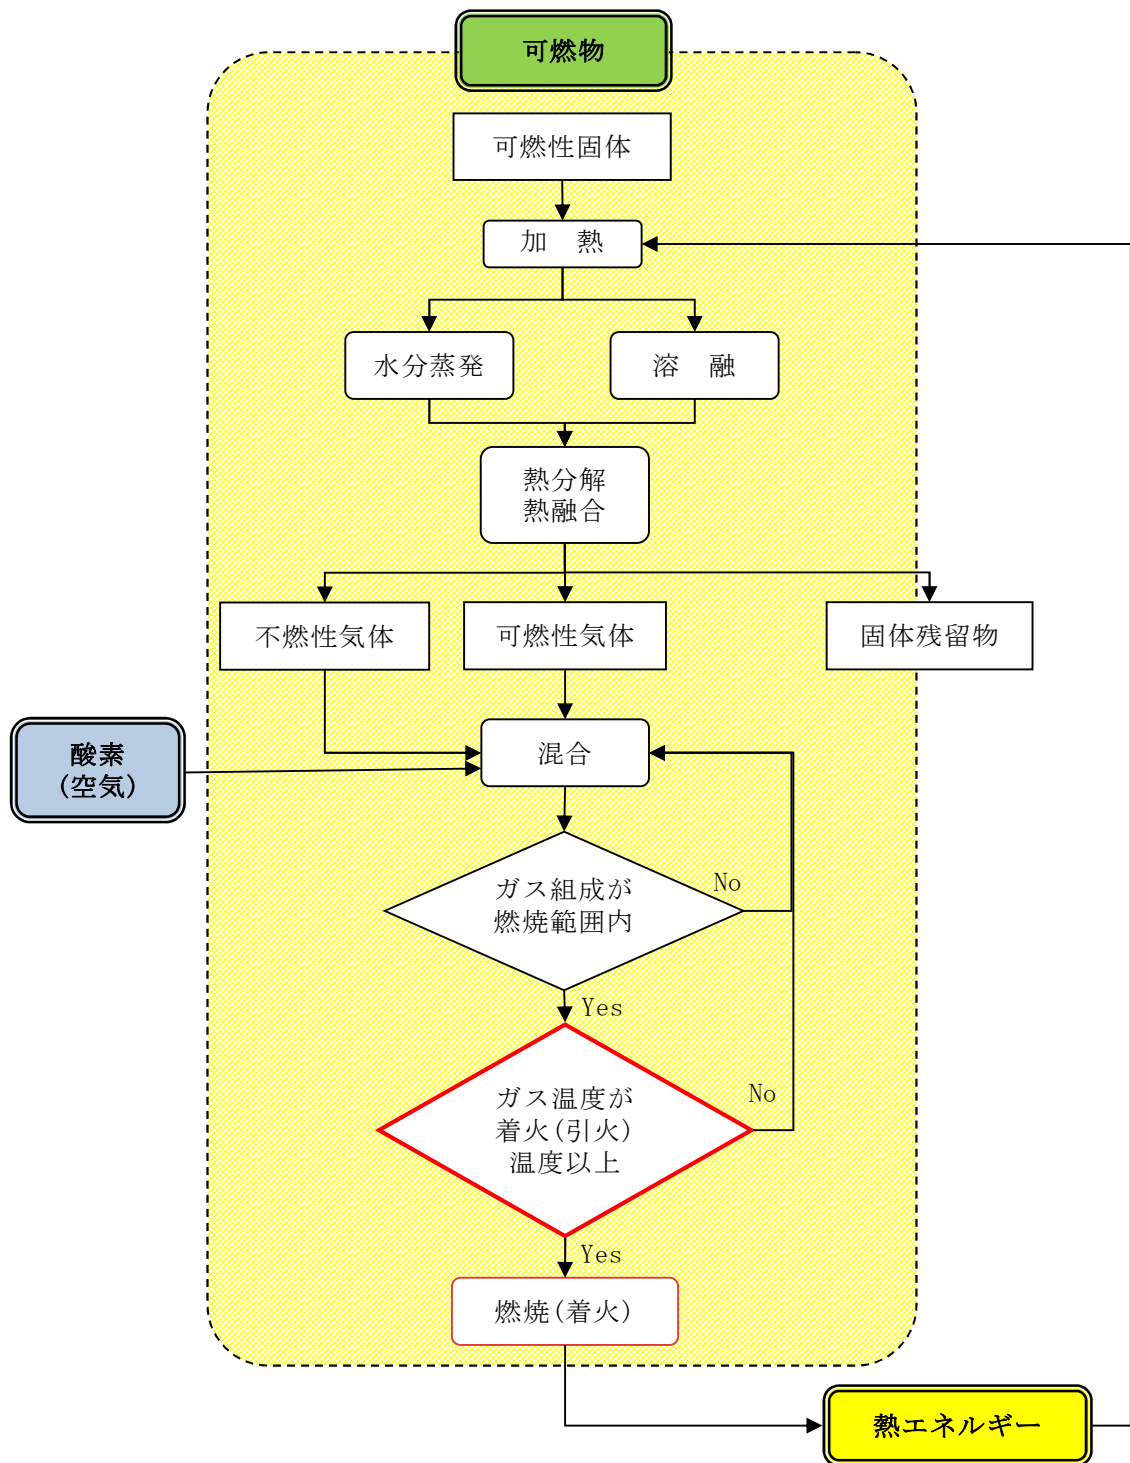 可燃物
可燃性固体
加　熱
水分蒸発
溶　融
熱分解
熱融合
不燃性気体
可燃性気体
固体残留物
酸素
(空気)
混合
ガス組成が
燃焼範囲内
No
Yes
ガス温度が
着火(引火)
温度以上
No
Yes
燃焼(着火)
熱エネルギー